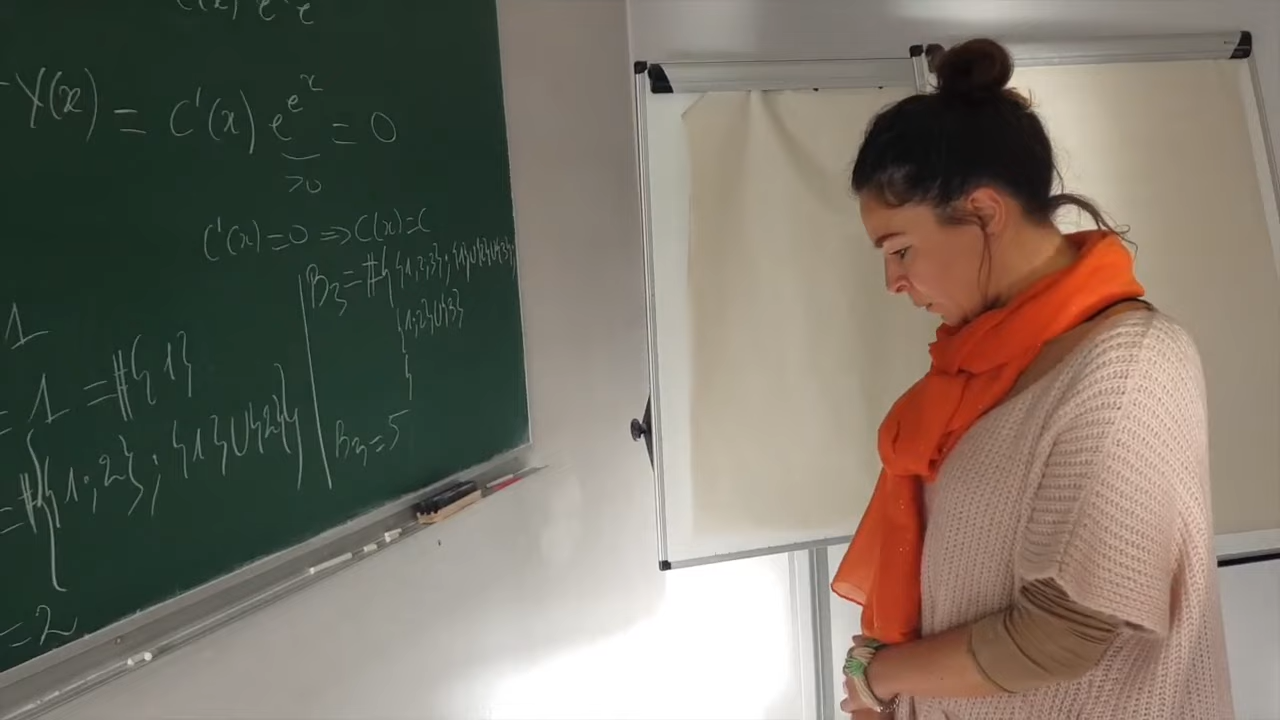 C(x) e e
-Y(x) = C'(x) e^{e^x} = 0
>0
C'(x)=0 ⇒ C(x)=C
B₃ = #{{1,2,3}; {1}∪{2}∪{3};
{1;2}∪{3}
B₃ = 5
1
= 1 = #{ 1}
= #{{1;2}; {1}∪{2}}
= 2